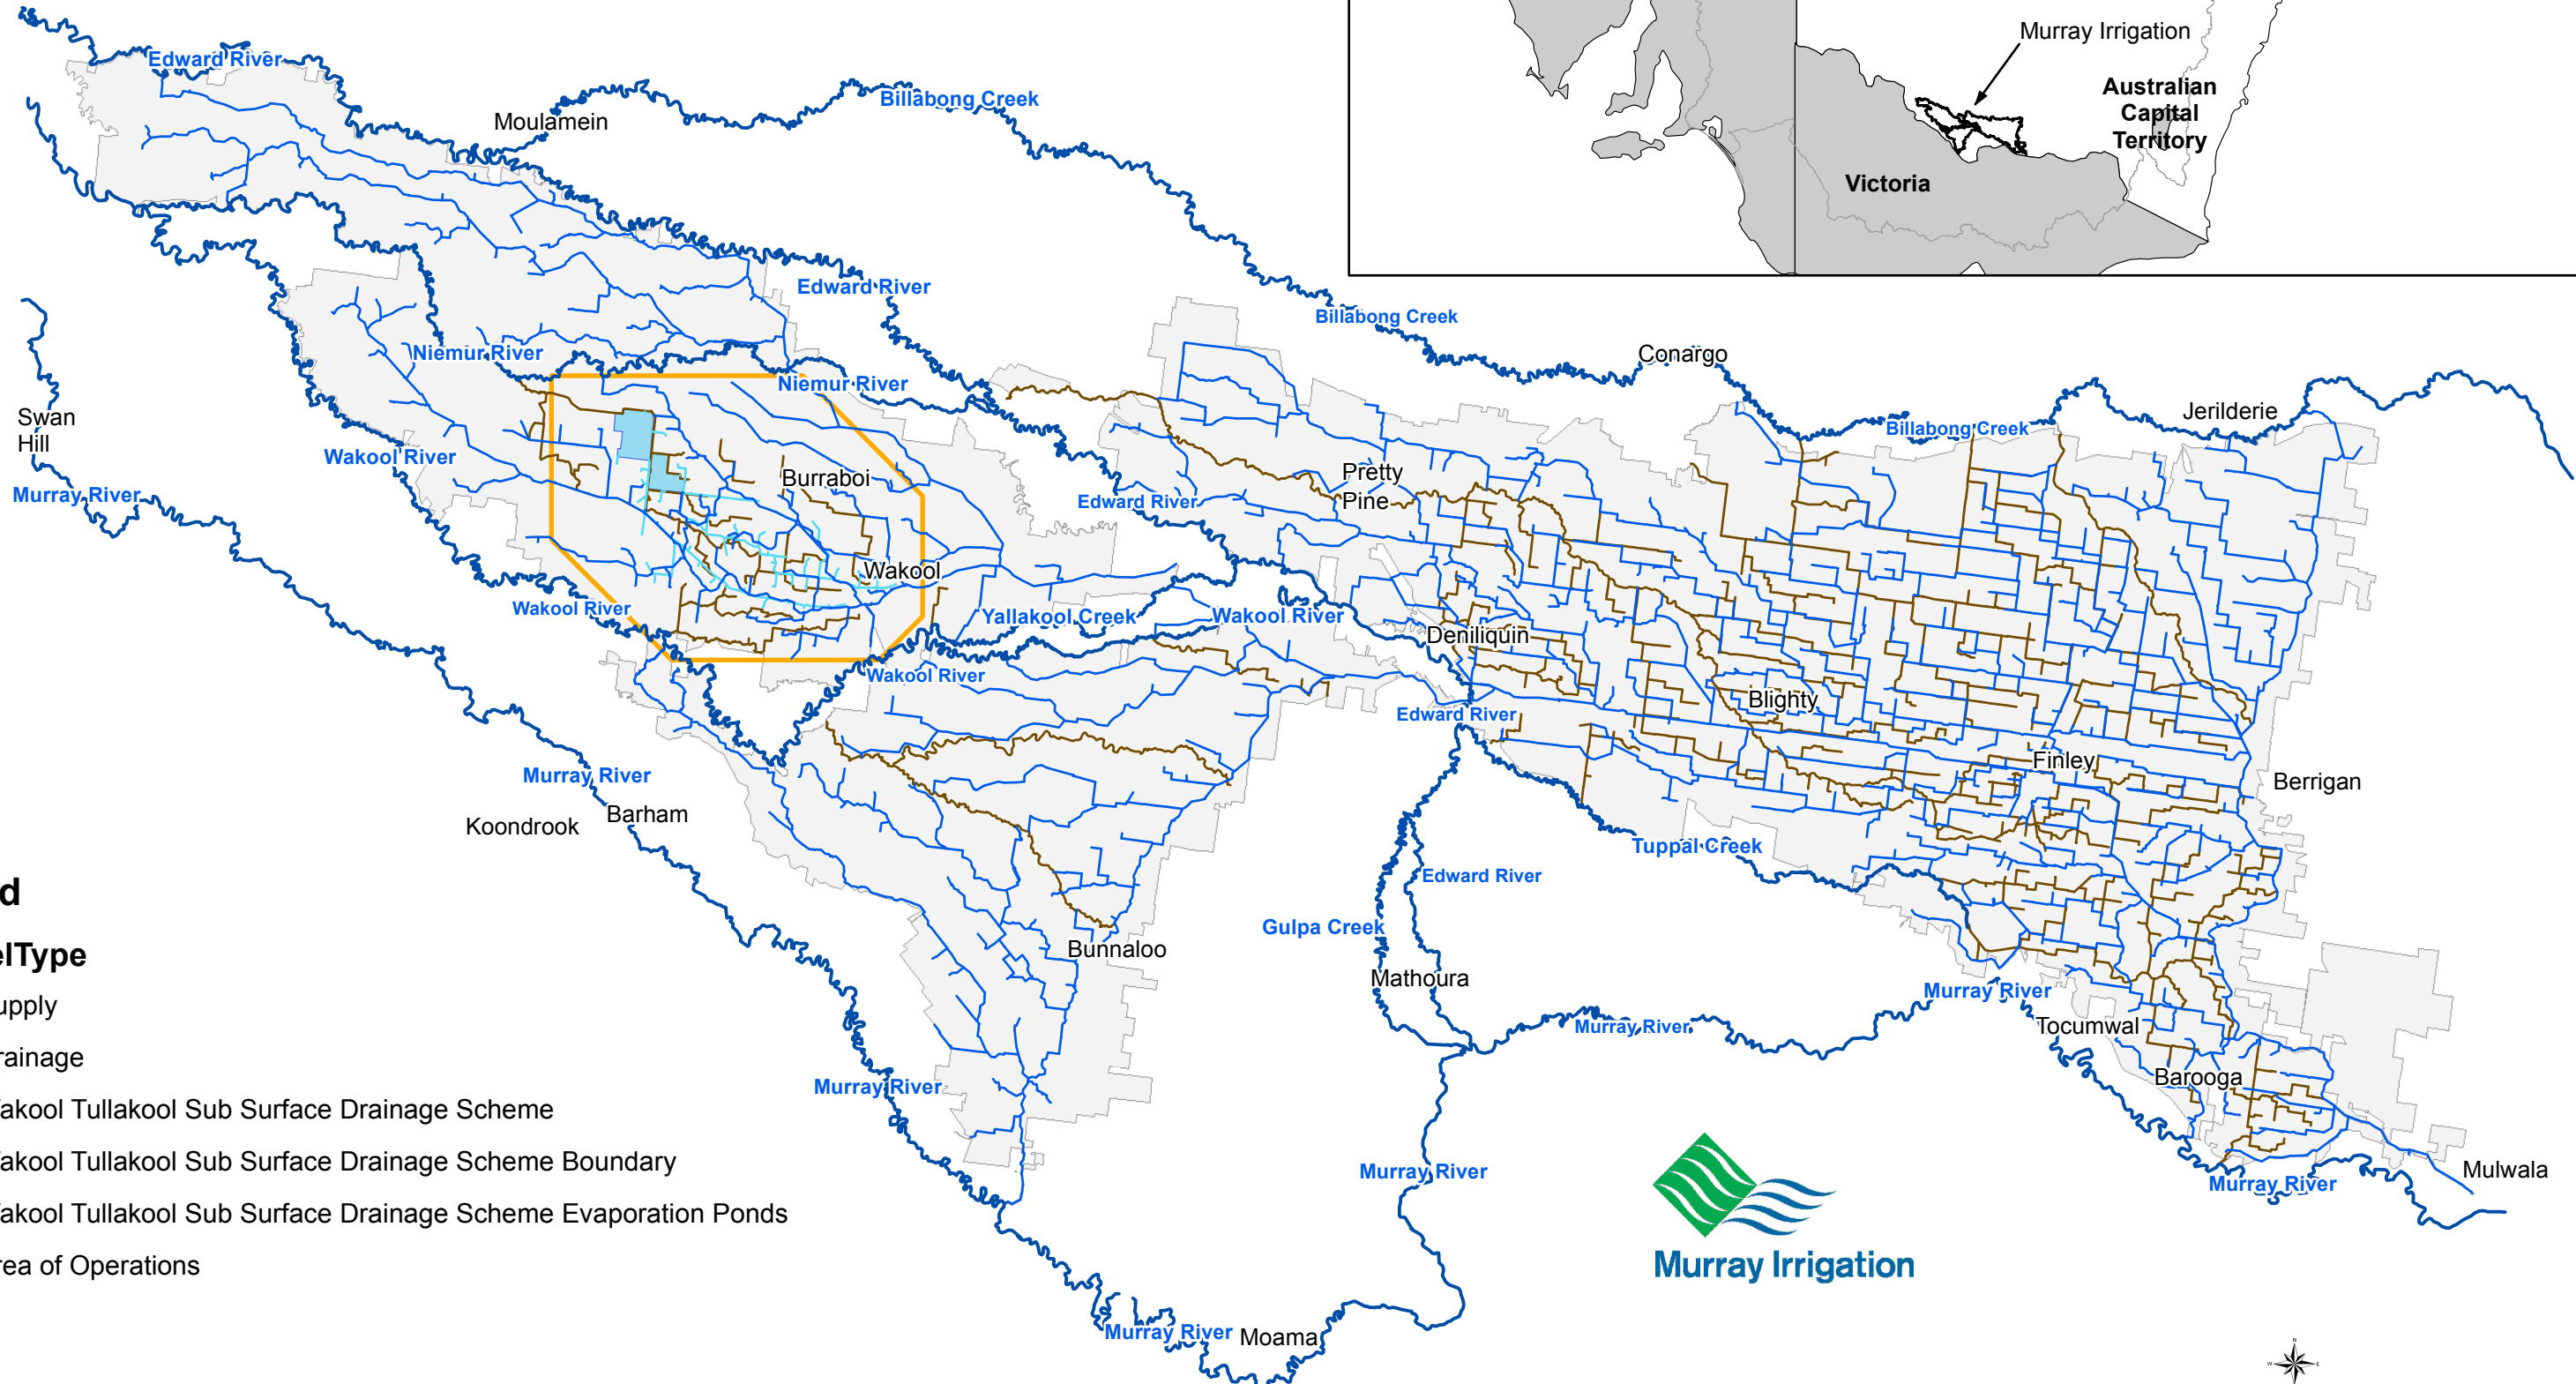 Murray Irrigation
Australian
Capital
Territory
Victoria
Edward River
Moulamein
Billabong Creek
Edward River
Billabong Creek
Niemur River
Niemur River
Conargo
Jerilderie
Billabong Creek
Swan
Hill
Wakool River
Murray River
Burraboi
Pretty
Pine
Edward River
Wakool
Wakool River
Yallakool Creek
Wakool River
Deniliquin
Wakool River
Blighty
Edward River
Finley
Berrigan
Murray River
Barham
Koondrook
Tuppal Creek
Edward River
Gulpa Creek
Bunnaloo
Mathoura
Murray River
Murray River
Tocumwal
Barooga
Murray River
Murray River
Mulwala
Murray River
Murray Irrigation
Murray River
Moama
d
elType
upply
rainage
akool Tullakool Sub Surface Drainage Scheme
akool Tullakool Sub Surface Drainage Scheme Boundary
akool Tullakool Sub Surface Drainage Scheme Evaporation Ponds
rea of Operations
N
W
E